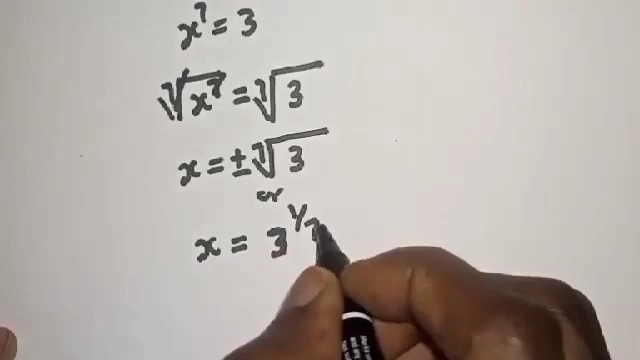 x⁷ = 3
⁷√x⁷ = ⁷√3
x = ±⁷√3
or
x = 3^1/7